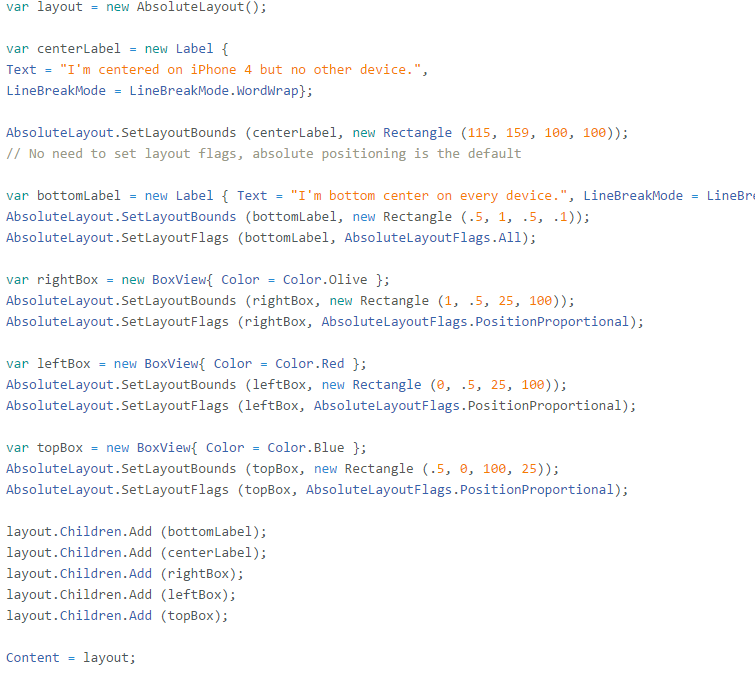 var layout = new AbsoluteLayout();
var centerLabel = new Label {
Text = "I'm centered on iPhone 4 but no other device.",
LineBreakMode = LineBreakMode.WordWrap};
AbsoluteLayout.SetLayoutBounds (centerLabel, new Rectangle (115, 159, 100, 100));
// No need to set layout flags, absolute positioning is the default
var bottomLabel = new Label { Text = "I'm bottom center on every device.", LineBreakMode = LineBre
AbsoluteLayout.SetLayoutBounds (bottomLabel, new Rectangle (.5, 1, .5, .1));
AbsoluteLayout.SetLayoutFlags (bottomLabel, AbsoluteLayoutFlags.All);
var rightBox = new BoxView{ Color = Color.Olive };
AbsoluteLayout.SetLayoutBounds (rightBox, new Rectangle (1, .5, 25, 100));
AbsoluteLayout.SetLayoutFlags (rightBox, AbsoluteLayoutFlags.PositionProportional);
var leftBox = new BoxView{ Color = Color.Red };
AbsoluteLayout.SetLayoutBounds (leftBox, new Rectangle (0, .5, 25, 100));
AbsoluteLayout.SetLayoutFlags (leftBox, AbsoluteLayoutFlags.PositionProportional);
var topBox = new BoxView{ Color = Color.Blue };
AbsoluteLayout.SetLayoutBounds (topBox, new Rectangle (.5, 0, 100, 25));
AbsoluteLayout.SetLayoutFlags (topBox, AbsoluteLayoutFlags.PositionProportional);
layout.Children.Add (bottomLabel);
layout.Children.Add (centerLabel);
layout.Children.Add (rightBox);
layout.Children.Add (leftBox);
layout.Children.Add (topBox);
Content = layout;